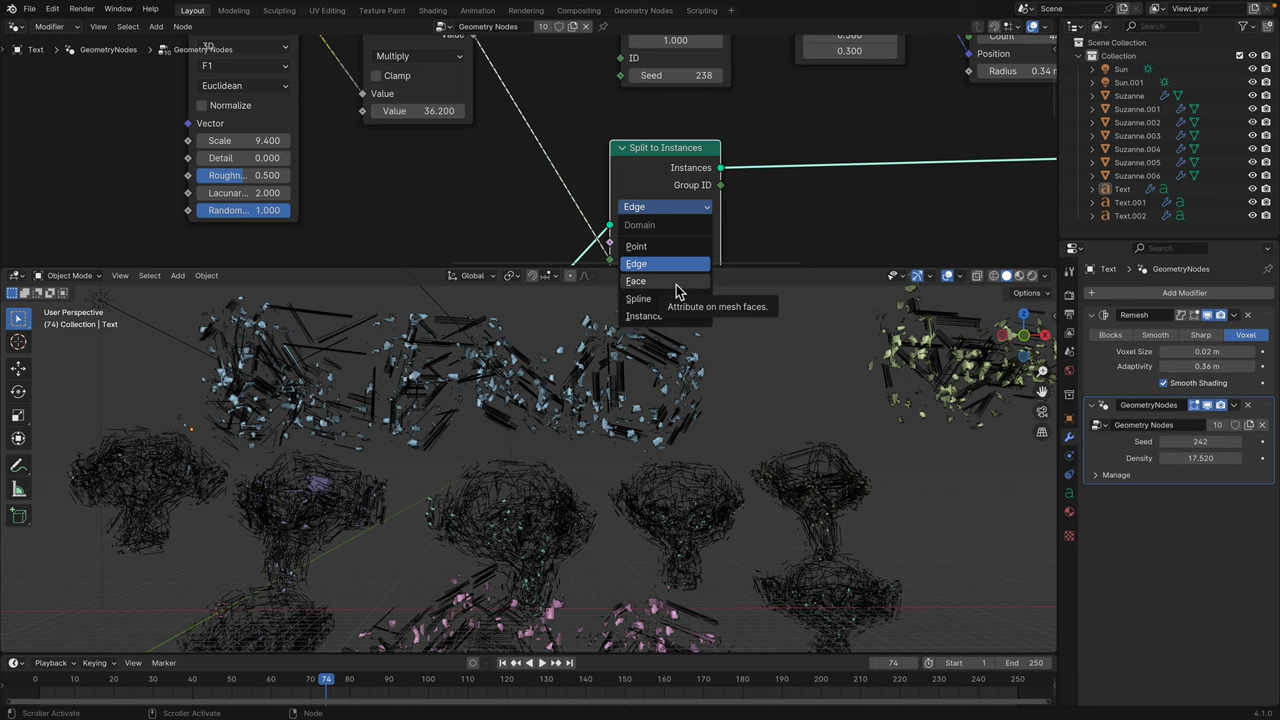 File Edit Render Window Help Layout Modeling Sculpting UV Editing Texture Paint Shading Animation Rendering Compositing Geometry Nodes Scripting Scene ViewLayer
Modifier View Select Add Node Geometry Nodes 10
Text GeometryNodes Geometry Nodes
3D
F1
Euclidean
Normalize
Vector
Scale 9.400
Detail 0.000
Roughn... 0.500
Lacunar... 2.000
Random... 1.000
Value
Multiply
Clamp
Value
Value 36.200
1.000
ID
Seed 238
0.300
0.300
Position
Radius 0.34 m
Split to Instances
Instances
Group ID
Edge
Domain
Point
Edge
Face
Spline
Instance
Attribute on mesh faces.
Object Mode View Select Add Object Global
Options
User Perspective
(74) Collection | Text
Z
X
Search
Scene Collection
Collection
Sun
Sun.001
Suzanne
Suzanne.001
Suzanne.002
Suzanne.003
Suzanne.004
Suzanne.005
Suzanne.006
Text
Text.001
Text.002
Search
Text GeometryNodes
Add Modifier
Remesh
Blocks Smooth Sharp Voxel
Voxel Size 0.02 m
Adaptivity 0.36 m
Smooth Shading
GeometryNodes
Geometry Nodes 10
Seed 242
Density 17.520
Manage
Playback Keying View Marker 74 Start 1 End 250
0 10 20 30 40 50 60 74 80 90 100 110 120 130 140 150 160 170 180 190 200 210 220 230 240 250
Scroller Activate Scroller Activate Node 4.1.0